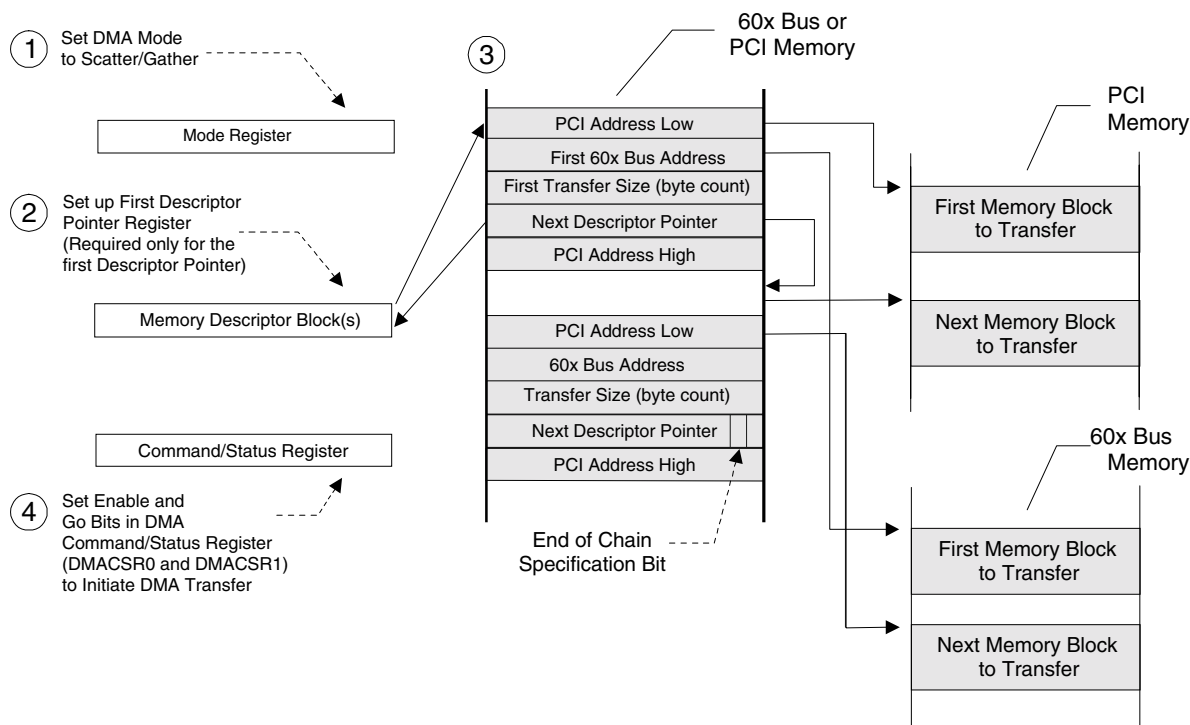 1
Set DMA Mode
to Scatter/Gather
Mode Register
2
Set up First Descriptor
Pointer Register
(Required only for the
first Descriptor Pointer)
Memory Descriptor Block(s)
Command/Status Register
4
Set Enable and
Go Bits in DMA
Command/Status Register
(DMACSR0 and DMACSR1)
to Initiate DMA Transfer
3
60x Bus or
PCI Memory
PCI Address Low
First 60x Bus Address
First Transfer Size (byte count)
Next Descriptor Pointer
PCI Address High
PCI Address Low
60x Bus Address
Transfer Size (byte count)
Next Descriptor Pointer
PCI Address High
End of Chain
Specification Bit
PCI
Memory
First Memory Block
to Transfer
Next Memory Block
to Transfer
60x Bus
Memory
First Memory Block
to Transfer
Next Memory Block
to Transfer